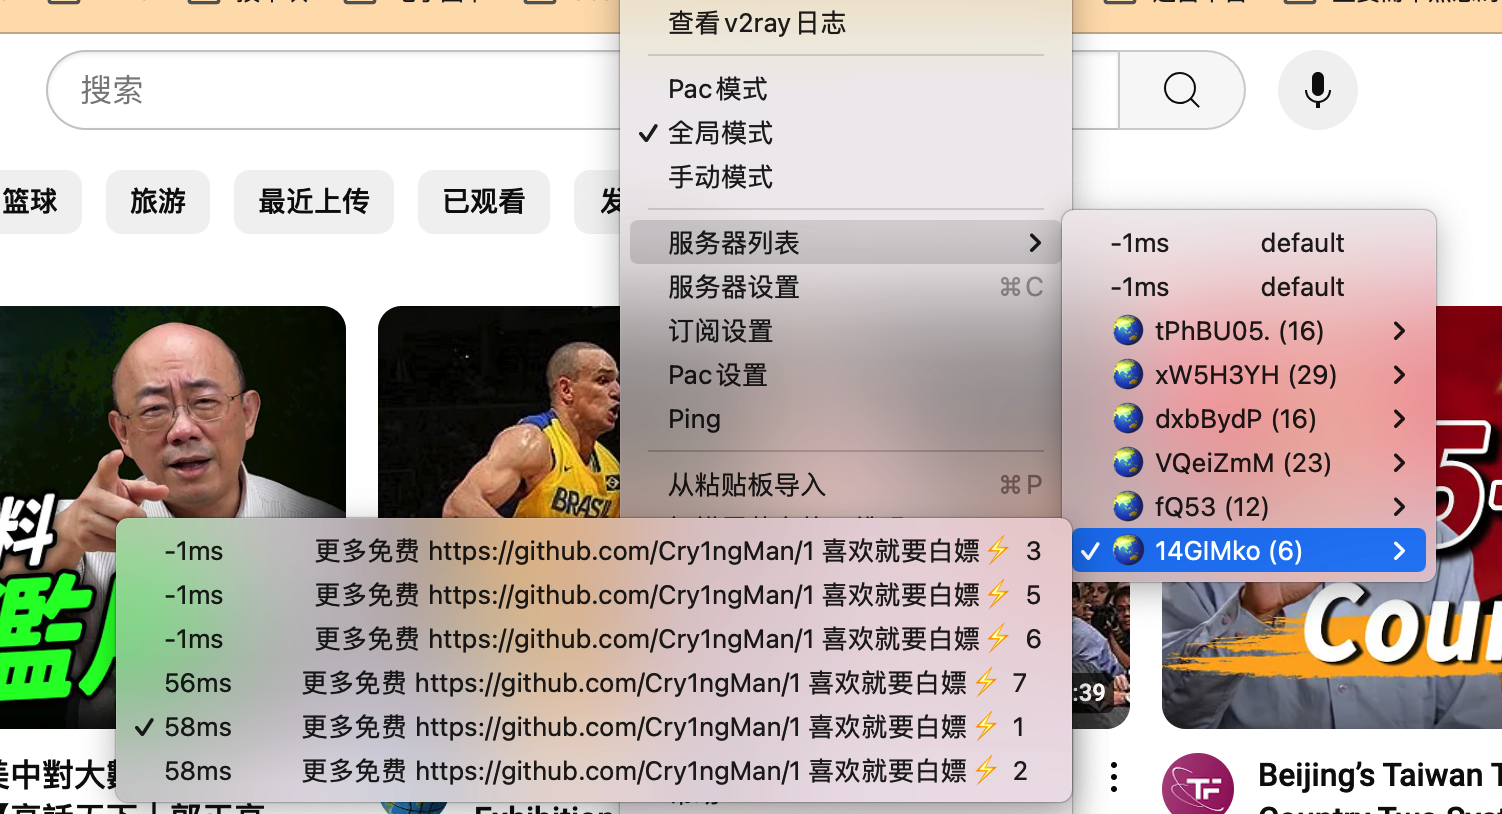 查看 v2ray 日志
搜索
Pac 模式
✓ 全局模式
手动模式
篮球
旅游
最近上传
已观看
发
服务器列表
服务器设置 ⌘ C
订阅设置
Pac 设置
Ping
从粘贴板导入 ⌘ P
-1ms default
-1ms default
tPhBU05. (16)
xW5H3YH (29)
dxbBydP (16)
VQeiZmM (23)
fQ53 (12)
✓ 14GIMko (6)
-1ms 更多免费 https://github.com/Cry1ngMan/1 喜欢就要白嫖⚡ 3
-1ms 更多免费 https://github.com/Cry1ngMan/1 喜欢就要白嫖⚡ 5
-1ms 更多免费 https://github.com/Cry1ngMan/1 喜欢就要白嫖⚡ 6
56ms 更多免费 https://github.com/Cry1ngMan/1 喜欢就要白嫖⚡ 7
✓ 58ms 更多免费 https://github.com/Cry1ngMan/1 喜欢就要白嫖⚡ 1
58ms 更多免费 https://github.com/Cry1ngMan/1 喜欢就要白嫖⚡ 2
料
BRASIL
5-
Cour
:39
美中對大
TF
Beijing's Taiwan T